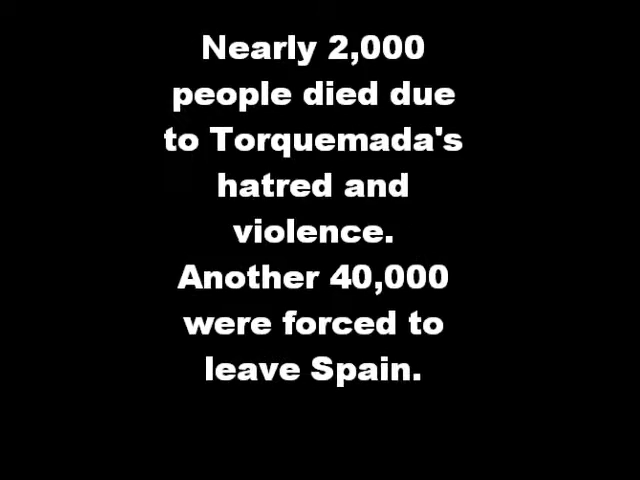 Nearly 2,000
people died due
to Torquemada's
hatred and
violence.
Another 40,000
were forced to
leave Spain.